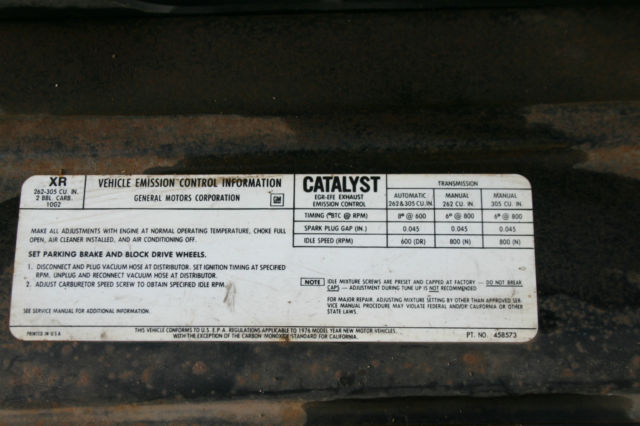 XR
262-305 CU. IN.
2 BBL. CARB.
10G2
VEHICLE EMISSION CONTROL INFORMATION
GENERAL MOTORS CORPORATION
GM
CATALYST
EGR-EFE EXHAUST
EMISSION CONTROL
TRANSMISSION
AUTOMATIC 262&305 CU.IN.
MANUAL 262 CU. IN.
MANUAL 305 CU. IN.
TIMING (°BTC @ RPM) 8° @ 600 6° @ 800 6° @ 800
SPARK PLUG GAP (IN.) 0.045 0.045 0.045
IDLE SPEED (RPM) 600 (DR) 800 (N) 800 (N)
MAKE ALL ADJUSTMENTS WITH ENGINE AT NORMAL OPERATING TEMPERATURE, CHOKE FULL
OPEN, AIR CLEANER INSTALLED, AND AIR CONDITIONING OFF.
SET PARKING BRAKE AND BLOCK DRIVE WHEELS.
1. DISCONNECT AND PLUG VACUUM HOSE AT DISTRIBUTOR. SET IGNITION TIMING AT SPECIFIED
RPM. UNPLUG AND RECONNECT VACUUM HOSE AT DISTRIBUTOR.
2. ADJUST CARBURETOR SPEED SCREW TO OBTAIN SPECIFIED IDLE RPM.
SEE SERVICE MANUAL FOR ADDITIONAL INFORMATION.
NOTE IDLE MIXTURE SCREWS ARE PRESET AND CAPPED AT FACTORY — DO NOT BREAK
CAPS — ADJUSTMENT DURING TUNE UP IS NOT RECOMMENDED
FOR MAJOR REPAIR, ADJUSTING MIXTURE SETTING BY OTHER THAN APPROVED SER-
VICE MANUAL PROCEDURE MAY VIOLATE FEDERAL AND/OR CALIFORNIA OR OTHER
STATE LAWS.
PRINTED IN U.S.A.
THIS VEHICLE CONFORMS TO U.S. E.P.A. REGULATIONS APPLICABLE TO 1976 MODEL YEAR NEW MOTOR VEHICLES.
WITH THE EXCEPTION OF THE CARBON MONOXIDE STANDARD FOR CALIFORNIA.
PT. NO. 458573